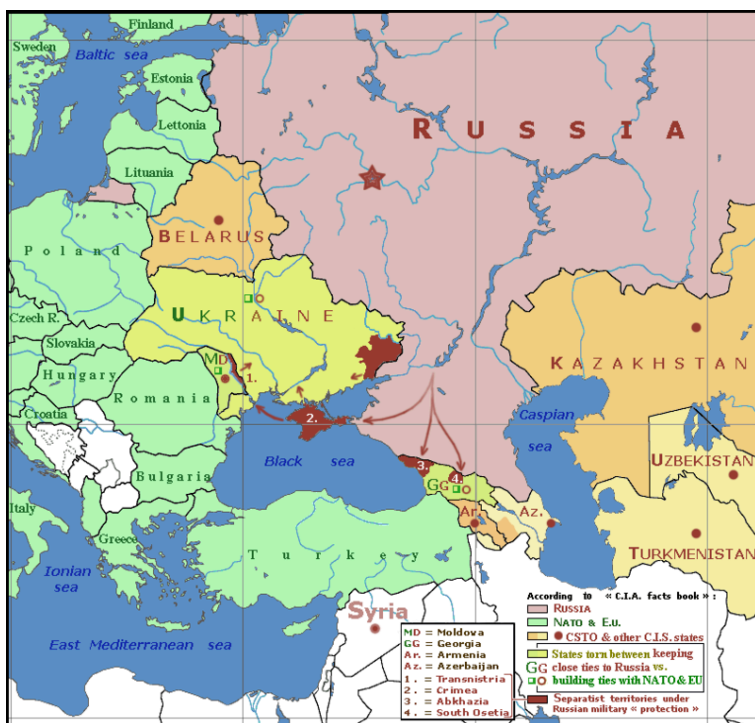 Finland
Sweden
Baltic sea
Estonia
Lettonia
Lituania
RUSSIA
BELARUS
Poland
UKRAINE
Czech R.
Slovakia
MD
1.
Hungary
KAZAKHSTAN
Romania
Croatia
2.
Caspian
sea
Black sea
3.
4.
UZBEKISTAN
Bulgaria
GG
Italy
Ar.
Az.
Greece
Turkey
TURKMENISTAN
Ionian
sea
Syria
East Mediterranean sea
MD = Moldova
GG = Georgia
Ar. = Armenia
Az. = Azerbaijan
1. = Transnistria
2. = Crimea
3. = Abkhazia
4. = South Osetia
According to « C.I.A. facts book » :
RUSSIA
NATO & E.U.
CSTO & other C.I.S. states
States torn between keeping
GG close ties to Russia vs.
building ties with NATO & EU
Separatist territories under
Russian military « protection »